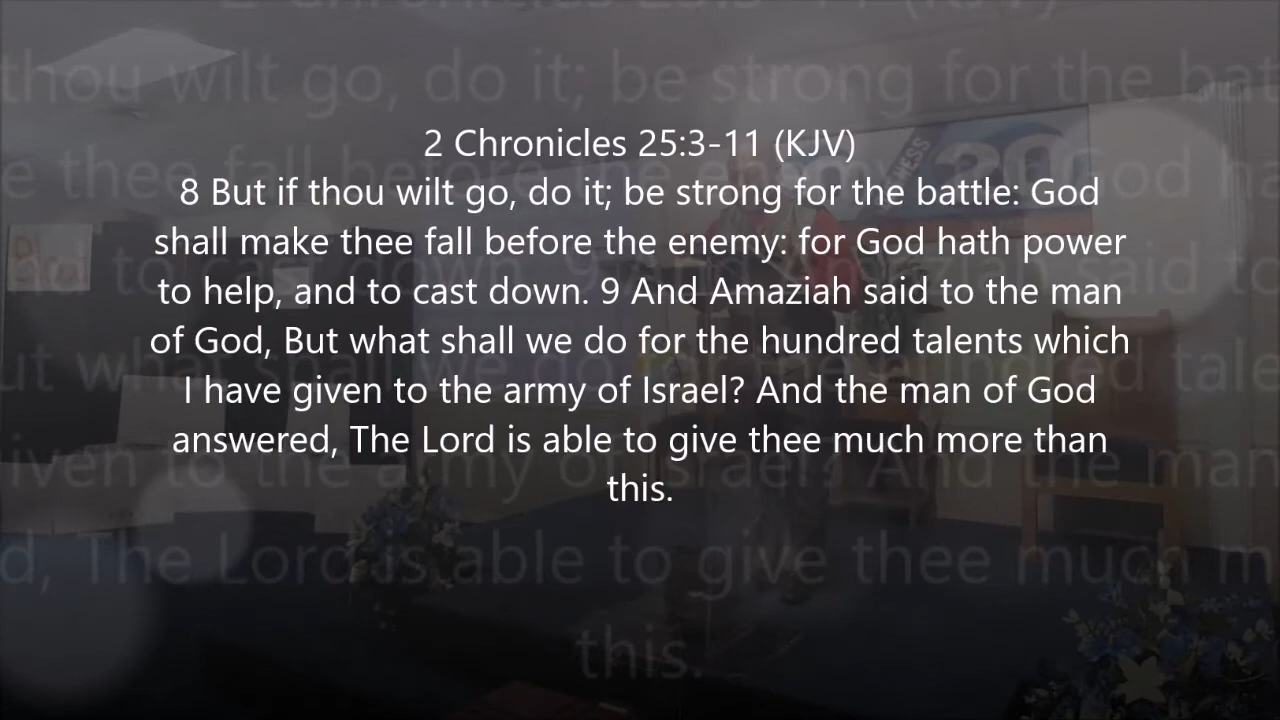 2 Chronicles 25:3-11 (KJV)
8 But if thou wilt go, do it; be strong for the battle: God
shall make thee fall before the enemy: for God hath power
to help, and to cast down. 9 And Amaziah said to the man
of God, But what shall we do for the hundred talents which
I have given to the army of Israel? And the man of God
answered, The Lord is able to give thee much more than
this.